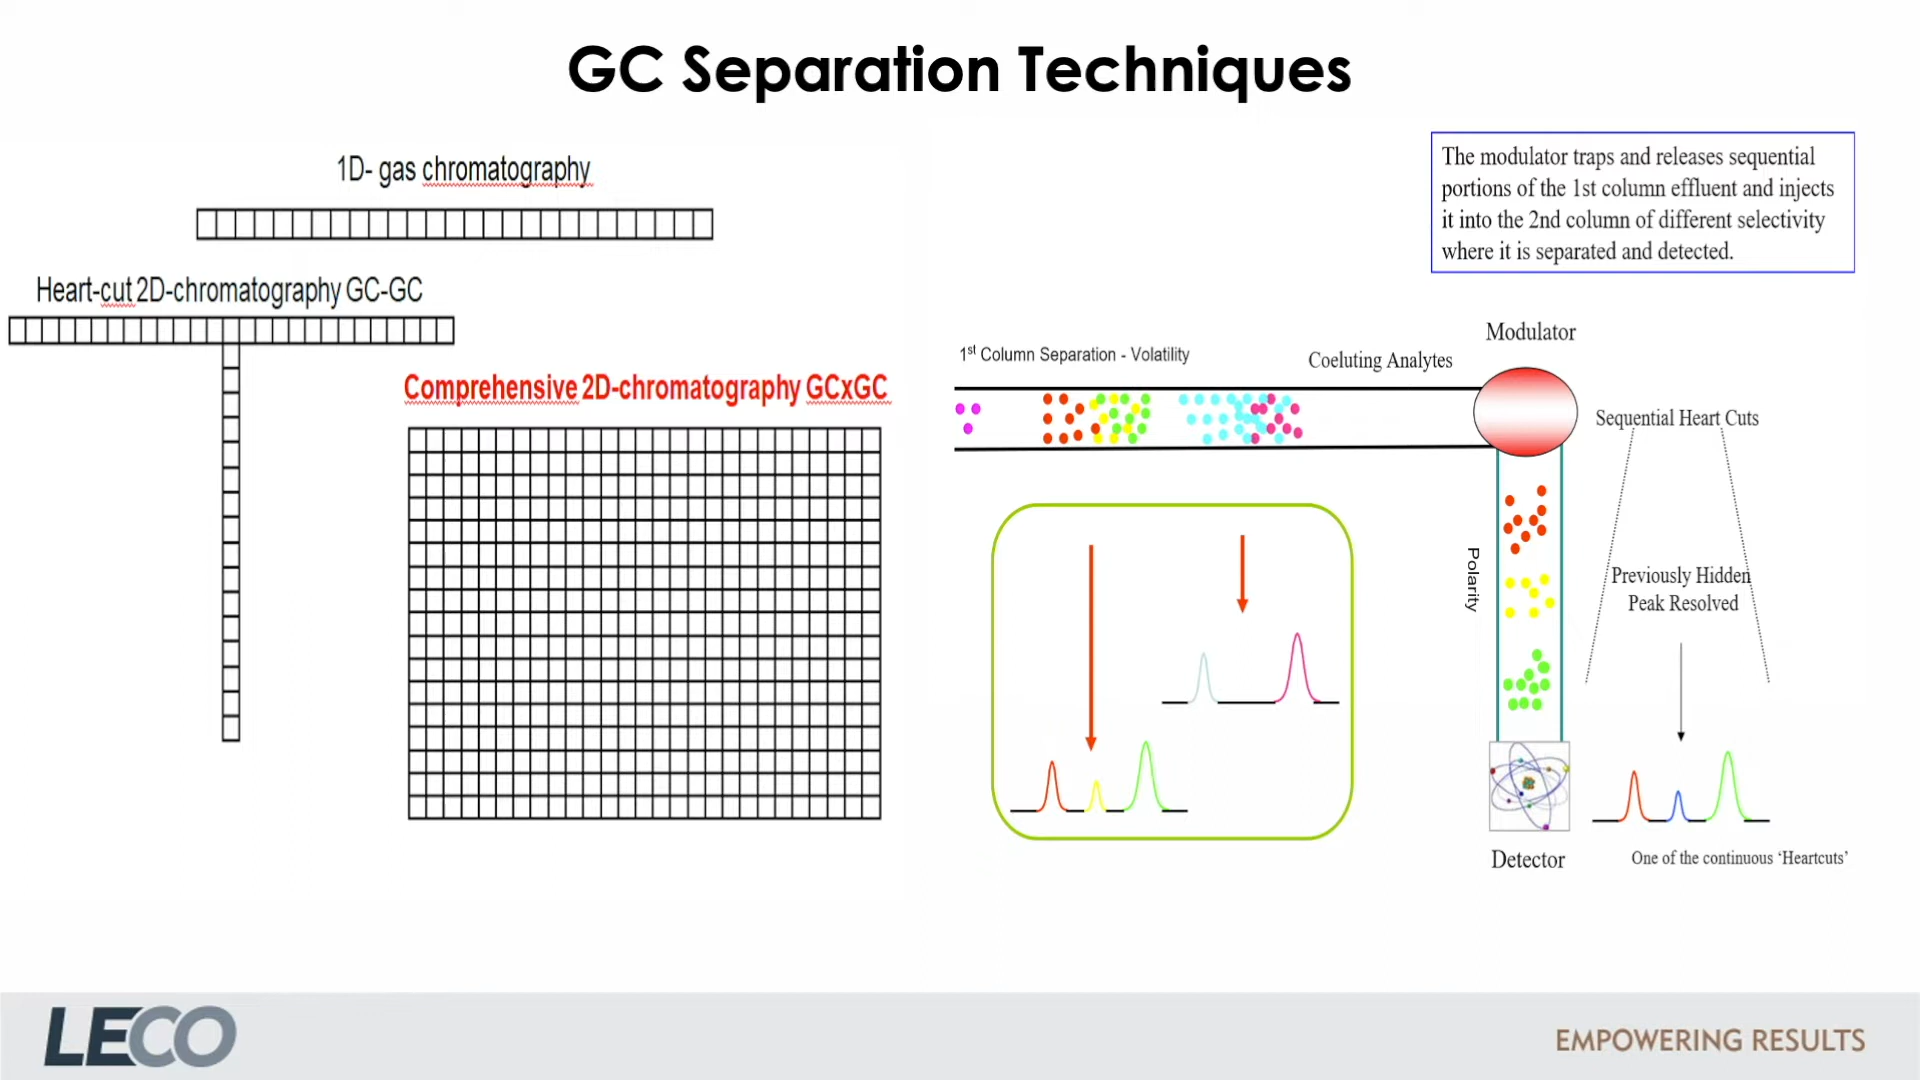 GC Separation Techniques
1D- gas chromatography
Heart-cut 2D-chromatography GC-GC
Comprehensive 2D-chromatography GCxGC
The modulator traps and releases sequential
portions of the 1st column effluent and injects
it into the 2nd column of different selectivity
where it is separated and detected.
Modulator
1st Column Separation - Volatility
Coeluting Analytes
Sequential Heart Cuts
Polarity
Previously Hidden
Peak Resolved
Detector
One of the continuous ‘Heartcuts’
LECO
EMPOWERING RESULTS